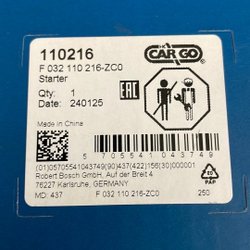 CARGO
110216
F 032 110 216-ZC0
Starter
Qty: 1
Date: 240125
EAC
Made in China
20
PAP
5 705541 043749
(01)05705541043749(90)437(422)156(30)000001
Robert Bosch GmbH, Auf der Breit 4
76227 Karlsruhe, GERMANY
MD: 437 F 032 110 216-ZC0 250